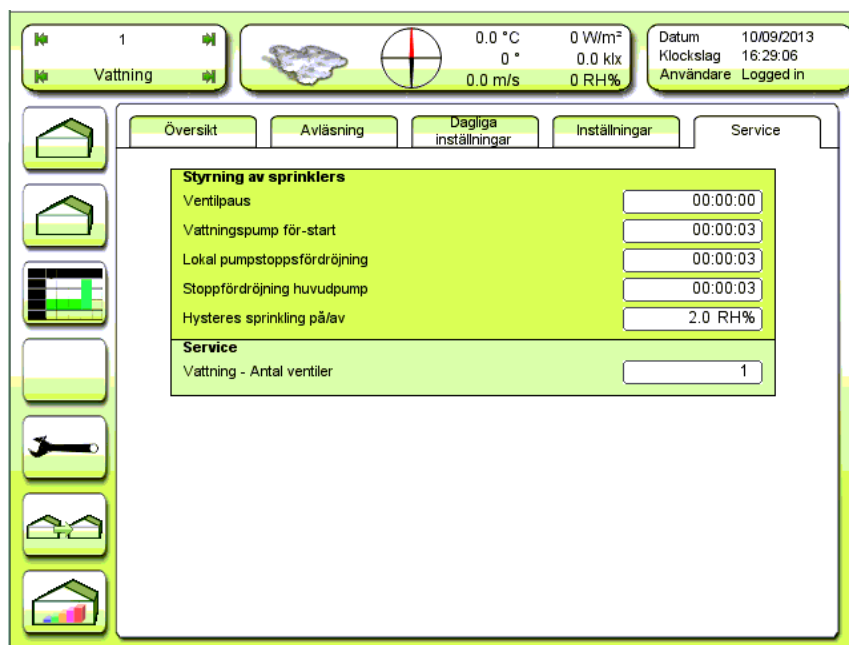 1
Vattning
0.0 °C 0 W/m²
0 ° 0.0 klx
0.0 m/s 0 RH%
Datum 10/09/2013
Klockslag 16:29:06
Användare Logged in
Översikt
Avläsning
Dagliga
inställningar
Inställningar
Service
Styrning av sprinklers
Ventilpaus 00:00:00
Vattningspump för-start 00:00:03
Lokal pumpstoppsfördröjning 00:00:03
Stoppfördröjning huvudpump 00:00:03
Hysteres sprinkling på/av 2.0 RH%
Service
Vattning - Antal ventiler 1